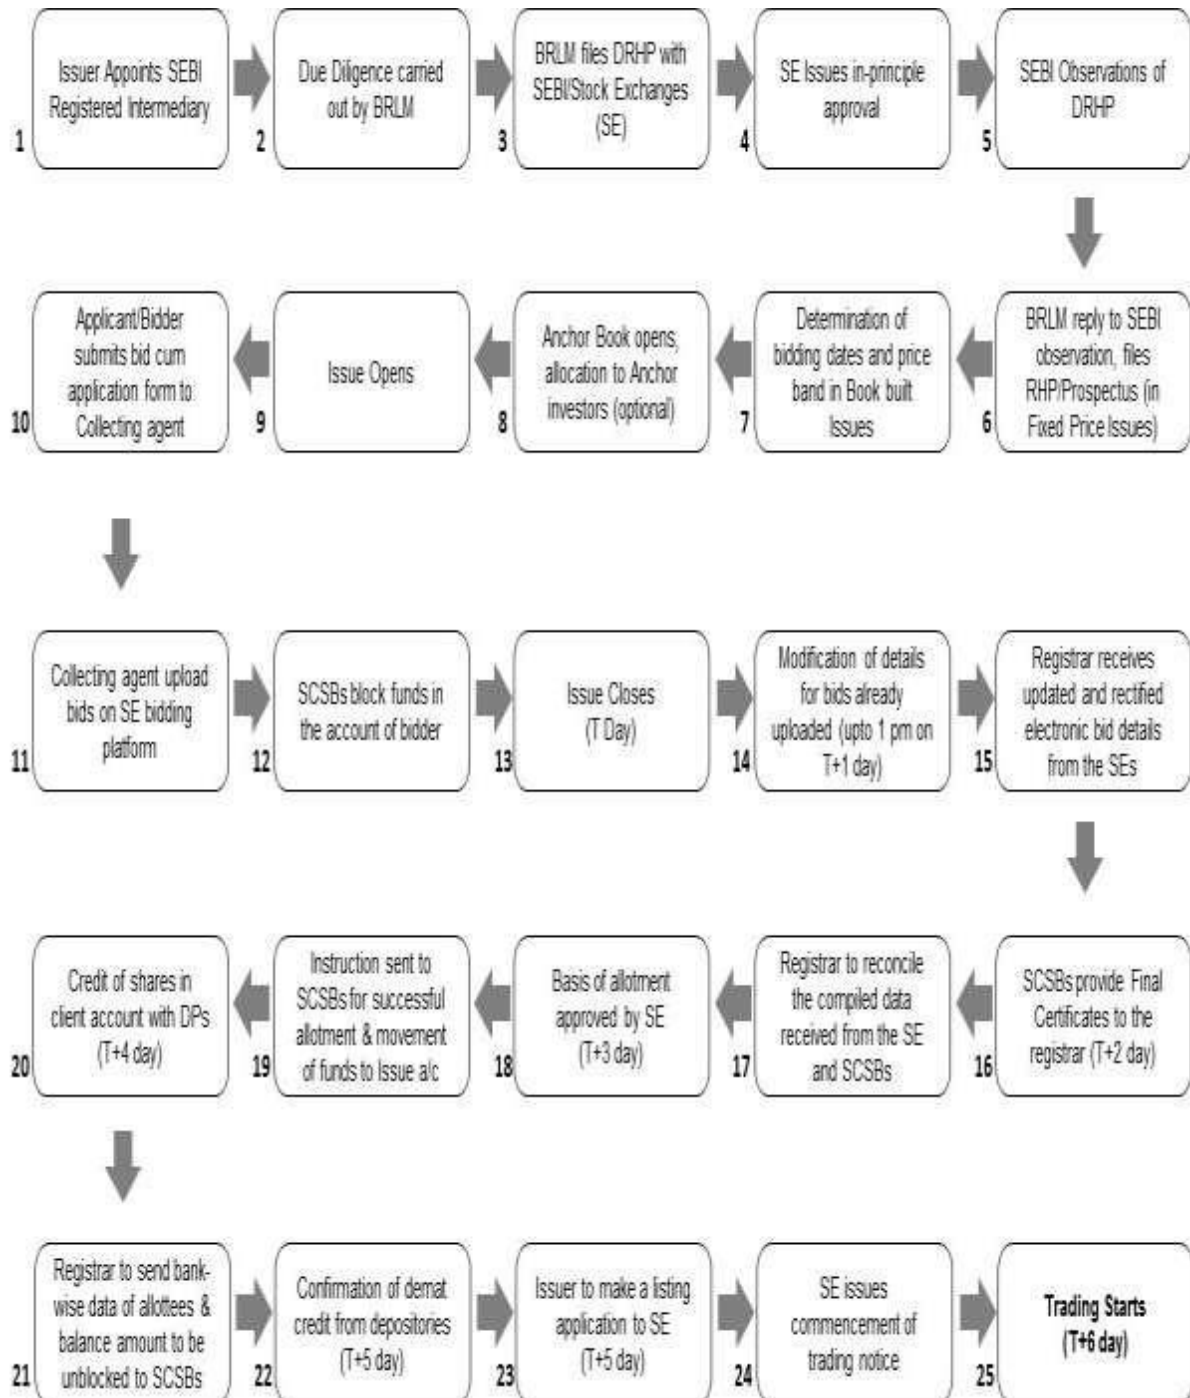 Issuer Appoints SEBI
Registered Intermediary
1
Due Diligence carried
out by BRLM
2
BRLM files DRHP with
SEBI/Stock Exchanges
(SE)
3
SE Issues in-principle
approval
4
SEBI Observations of
DRHP
5
BRLM reply to SEBI
observation, files
RHP/Prospectus (in
Fixed Price Issues)
6
Determination of
bidding dates and price
band in Book built
Issues
7
Anchor Book opens,
allocation to Anchor
investors (optional)
8
Issue Opens
9
Applicant/Bidder
submits bid cum
application form to
Collecting agent
10
Collecting agent upload
bids on SE bidding
platform
11
SCSBs block funds in
the account of bidder
12
Issue Closes
(T Day)
13
Modification of details
for bids already
uploaded (upto 1 pm on
T+1 day)
14
Registrar receives
updated and rectified
electronic bid details
from the SEs
15
SCSBs provide Final
Certificates to the
registrar (T+2 day)
16
Registrar to reconcile
the compiled data
received from the SE
and SCSBs
17
Basis of allotment
approved by SE
(T+3 day)
18
Instruction sent to
SCSBs for successful
allotment & movement
of funds to Issue a/c
19
Credit of shares in
client account with DPs
(T+4 day)
20
Registrar to send bank-
wise data of allottees &
balance amount to be
unblocked to SCSBs
21
Confirmation of demat
credit from depositories
(T+5 day)
22
Issuer to make a listing
application to SE
(T+5 day)
23
SE issues
commencement of
trading notice
24
Trading Starts
(T+6 day)
25